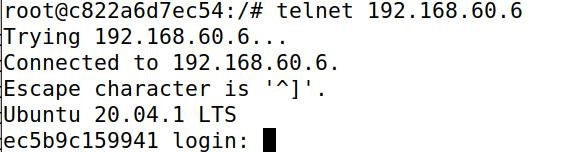 root@c822a6d7ec54:/# telnet 192.168.60.6
Trying 192.168.60.6...
Connected to 192.168.60.6.
Escape character is '^]'.
Ubuntu 20.04.1 LTS
ec5b9c159941 login: